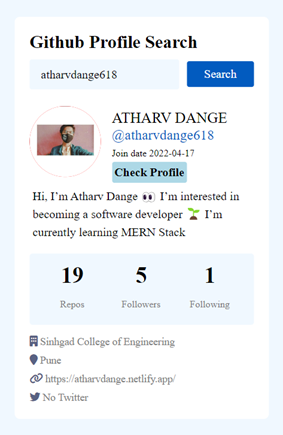 Github Profile Search
atharvdange618 Search
ATHARV DANGE
@atharvdange618
Join date 2022-04-17
Check Profile
Hi, I’m Atharv Dange 👀 I’m interested in
becoming a software developer 🌱 I’m
currently learning MERN Stack
19 5 1
Repos Followers Following
Sinhgad College of Engineering
Pune
https://atharvdange.netlify.app/
No Twitter